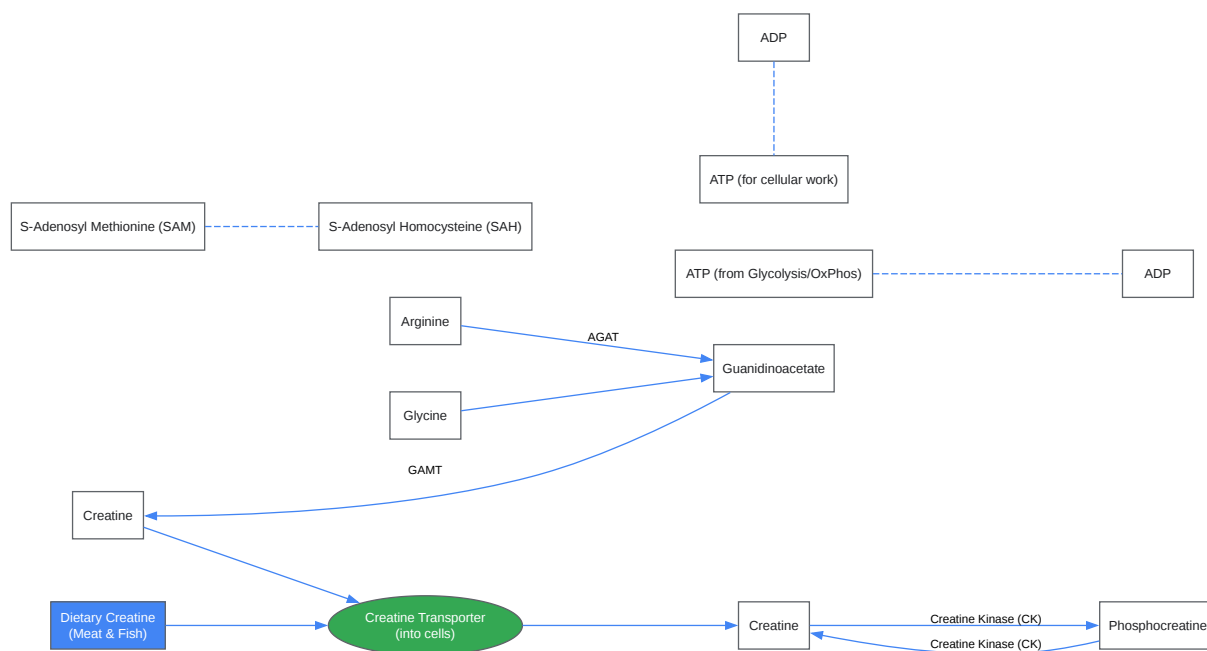 ADP
ATP (for cellular work)
S-Adenosyl Methionine (SAM)
S-Adenosyl Homocysteine (SAH)
ATP (from Glycolysis/OxPhos)
ADP
Arginine
AGAT
Guanidinoacetate
Glycine
GAMT
Creatine
Dietary Creatine
(Meat & Fish)
Creatine Transporter
(into cells)
Creatine
Creatine Kinase (CK)
Phosphocreatine
Creatine Kinase (CK)